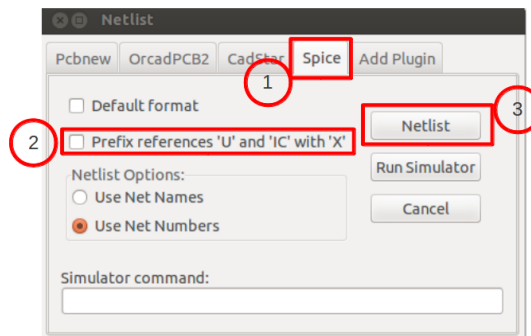 Netlist
Pcbnew OrcadPCB2 CadStar Spice Add Plugin
1
Default format
3
Netlist
2
Prefix references 'U' and 'IC' with 'X'
Run Simulator
Netlist Options:
Use Net Names
Cancel
Use Net Numbers
Simulator command: